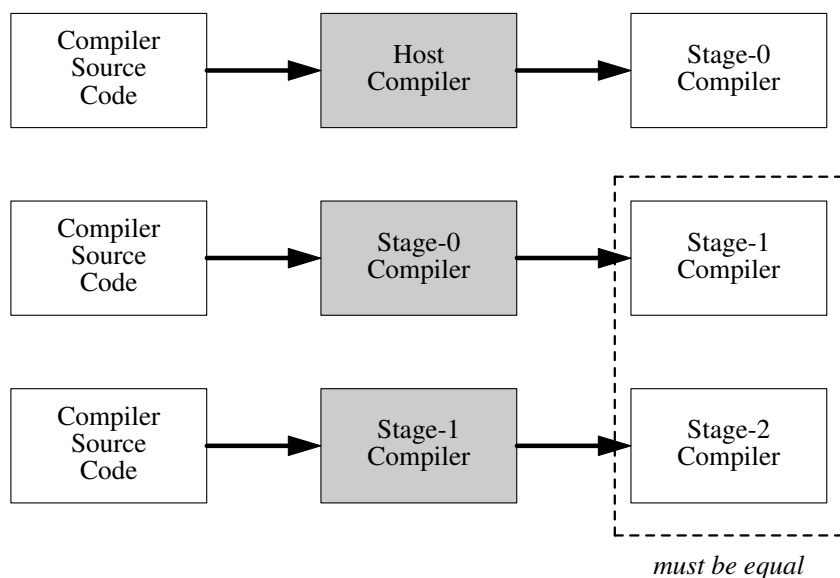 Compiler
Source
Code
Host
Compiler
Stage-0
Compiler
Compiler
Source
Code
Stage-0
Compiler
Stage-1
Compiler
Compiler
Source
Code
Stage-1
Compiler
Stage-2
Compiler
must be equal